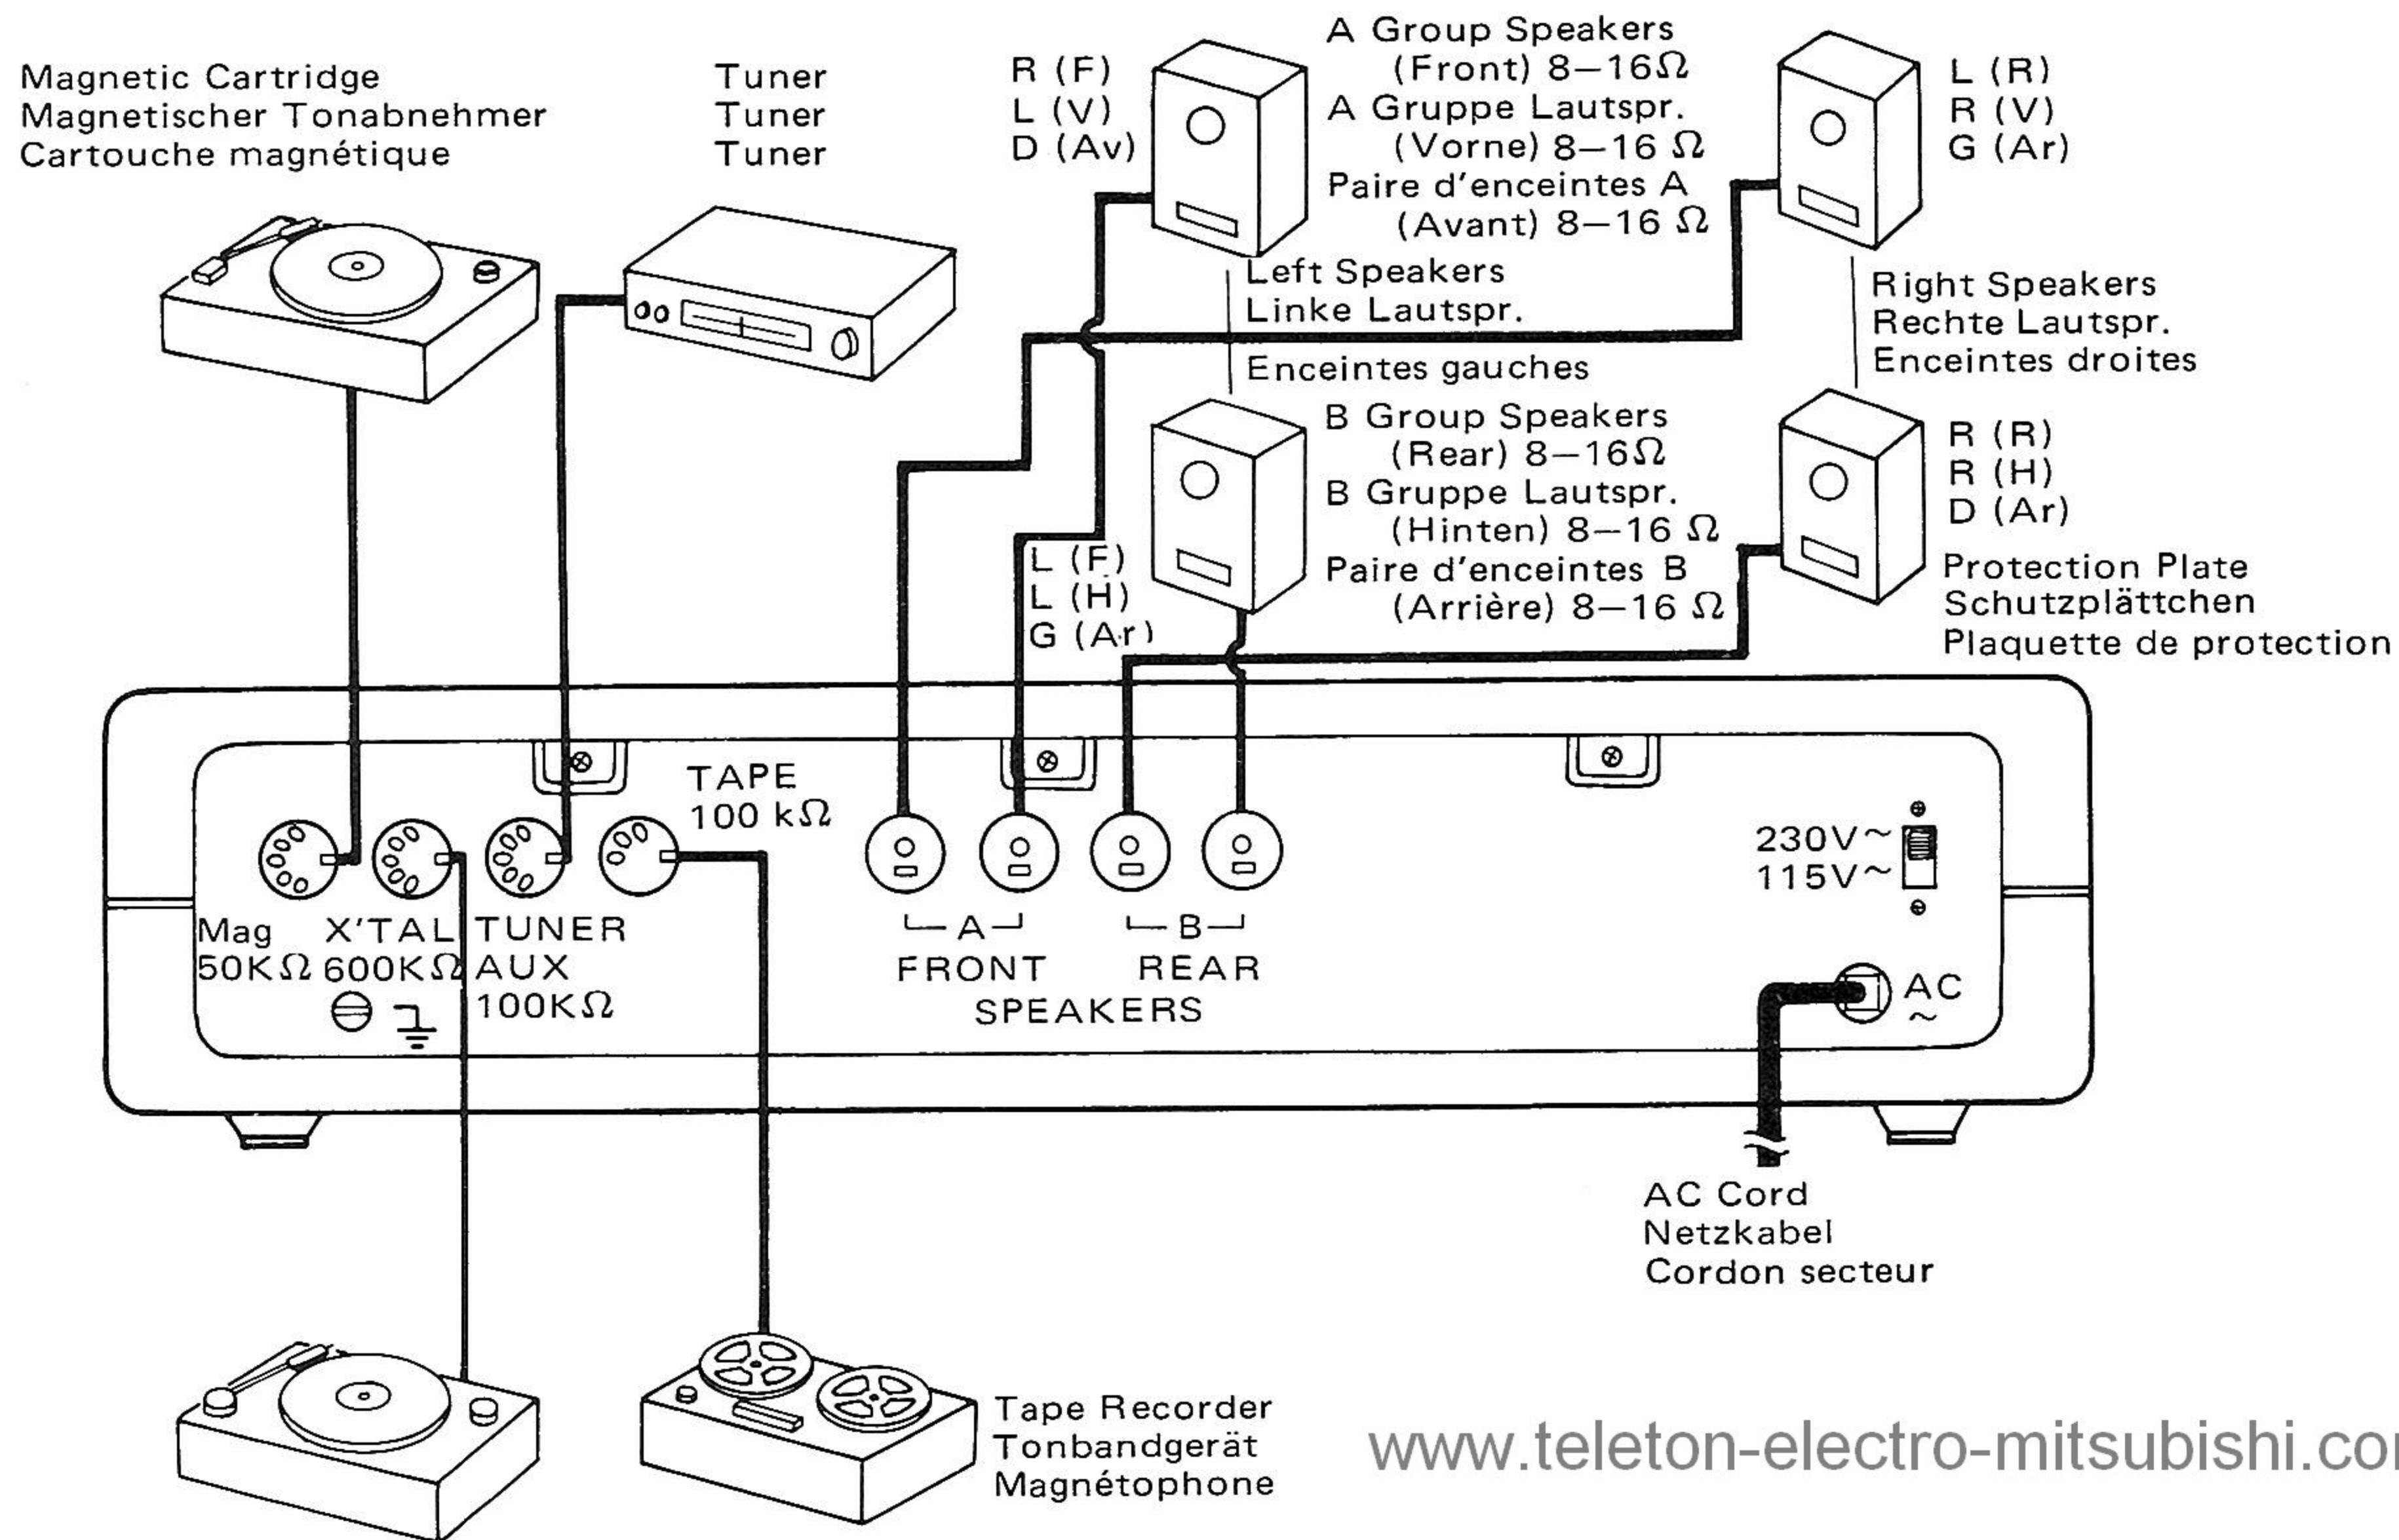 Magnetic Cartridge
Magnetischer Tonabnehmer
Cartouche magnétique
Tuner
Tuner
Tuner
R (F)
L (V)
D (Av)
A Group Speakers
(Front) 8–16Ω
A Gruppe Lautspr.
(Vorne) 8–16 Ω
Paire d'enceintes A
(Avant) 8–16 Ω
L (R)
R (V)
G (Ar)
Left Speakers
Linke Lautspr.
Enceintes gauches
Right Speakers
Rechte Lautspr.
Enceintes droites
B Group Speakers
(Rear) 8–16Ω
B Gruppe Lautspr.
(Hinten) 8–16 Ω
Paire d'enceintes B
(Arrière) 8–16 Ω
R (R)
R (H)
D (Ar)
L (F)
L (H)
G (Ar)
Protection Plate
Schutzplättchen
Plaquette de protection
TAPE
100 kΩ
230V~
115V~
Mag
50KΩ
X'TAL
600KΩ
TUNER
AUX
100KΩ
A
FRONT
B
REAR
SPEAKERS
AC
~
AC Cord
Netzkabel
Cordon secteur
Tape Recorder
Tonbandgerät
Magnétophone
www.teleton-electro-mitsubishi.co